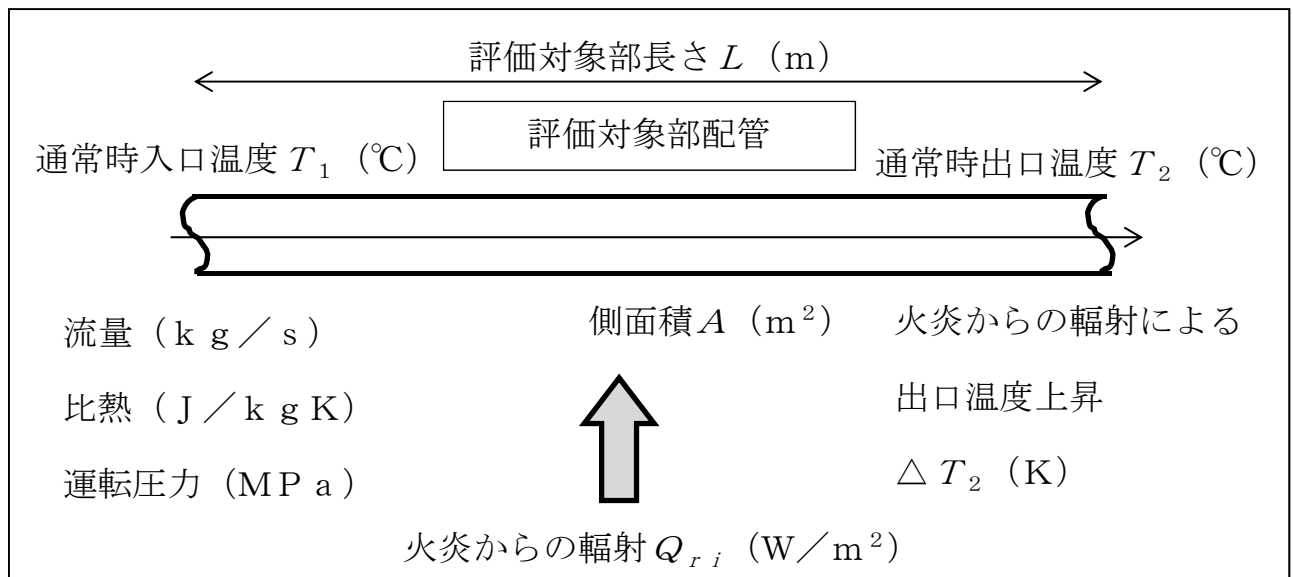 評価対象部長さL（m）
評価対象部配管
通常時入口温度T₁（℃）
通常時出口温度T₂（℃）
流量（ｋｇ／ｓ）
比熱（Ｊ／ｋｇK）
運転圧力（ＭＰａ）
側面積A（m²）
火炎からの輻射による
出口温度上昇
△T₂（K）
火炎からの輻射Qᵣᵢ（W／m²）